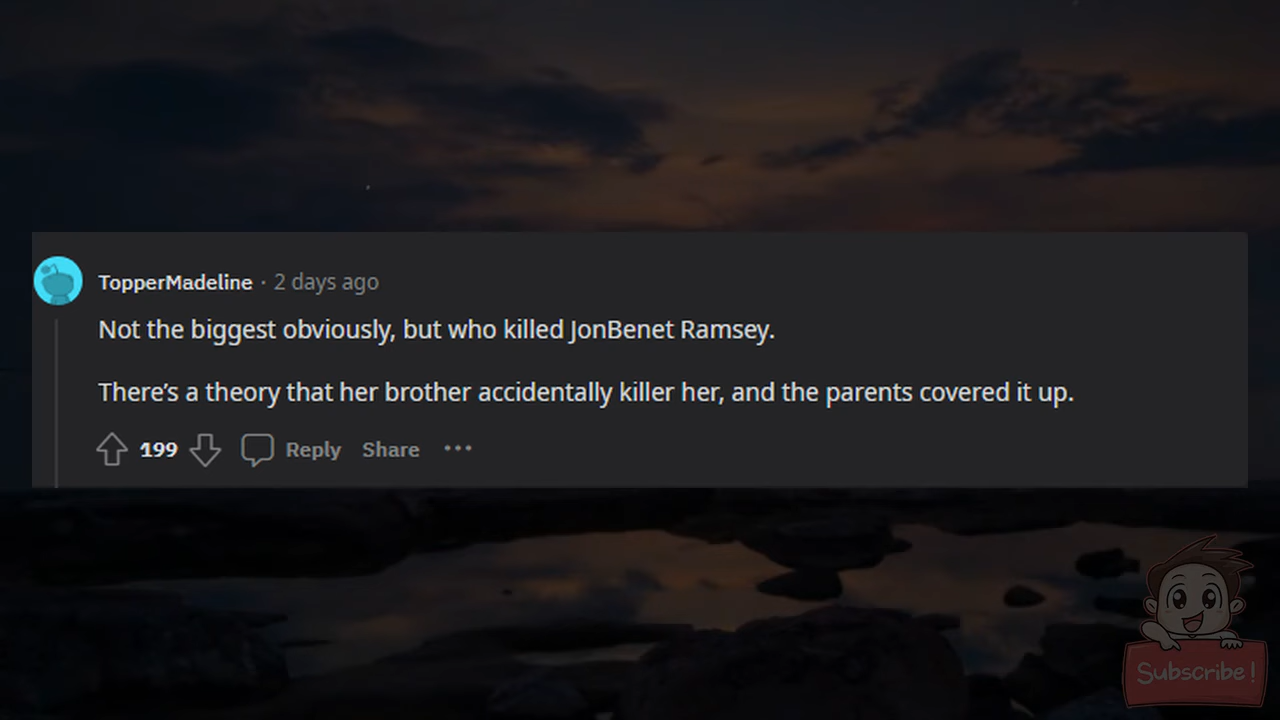 TopperMadeline · 2 days ago
Not the biggest obviously, but who killed JonBenet Ramsey.
There’s a theory that her brother accidentally killer her, and the parents covered it up.
199 Reply Share ···
Subscribe!